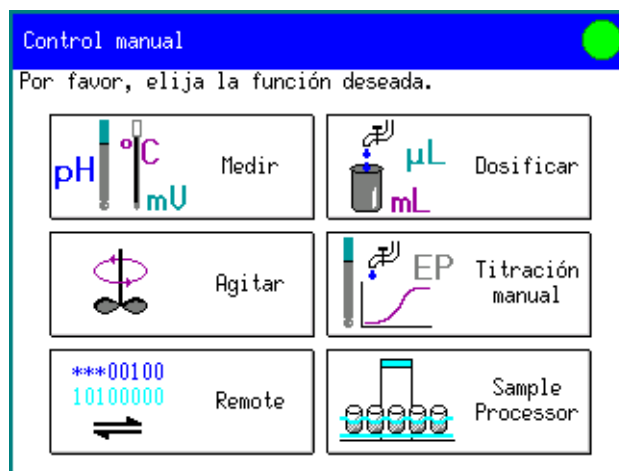 Control manual
Por favor, elija la función deseada.
pH °C mV Medir
µL mL Dosificar
Agitar
EP Titración
manual
***00100
10100000
Remote
Sample
Processor